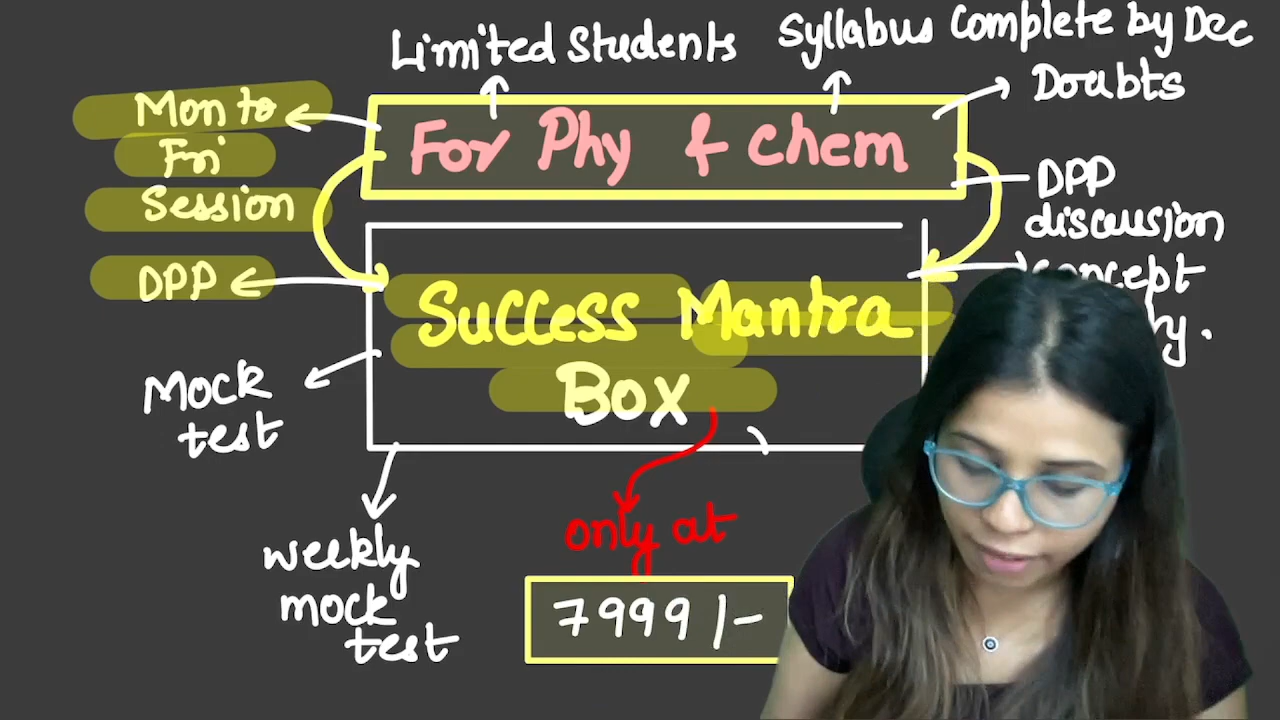 Limited Students
Syllabus Complete by Dec
Doubts
Mon to
Fri
Session
For Phy & chem
DPP
discussion
concept
DPP
Success Mantra
Box
Mock
test
only at
weekly
mock
test
7999/-